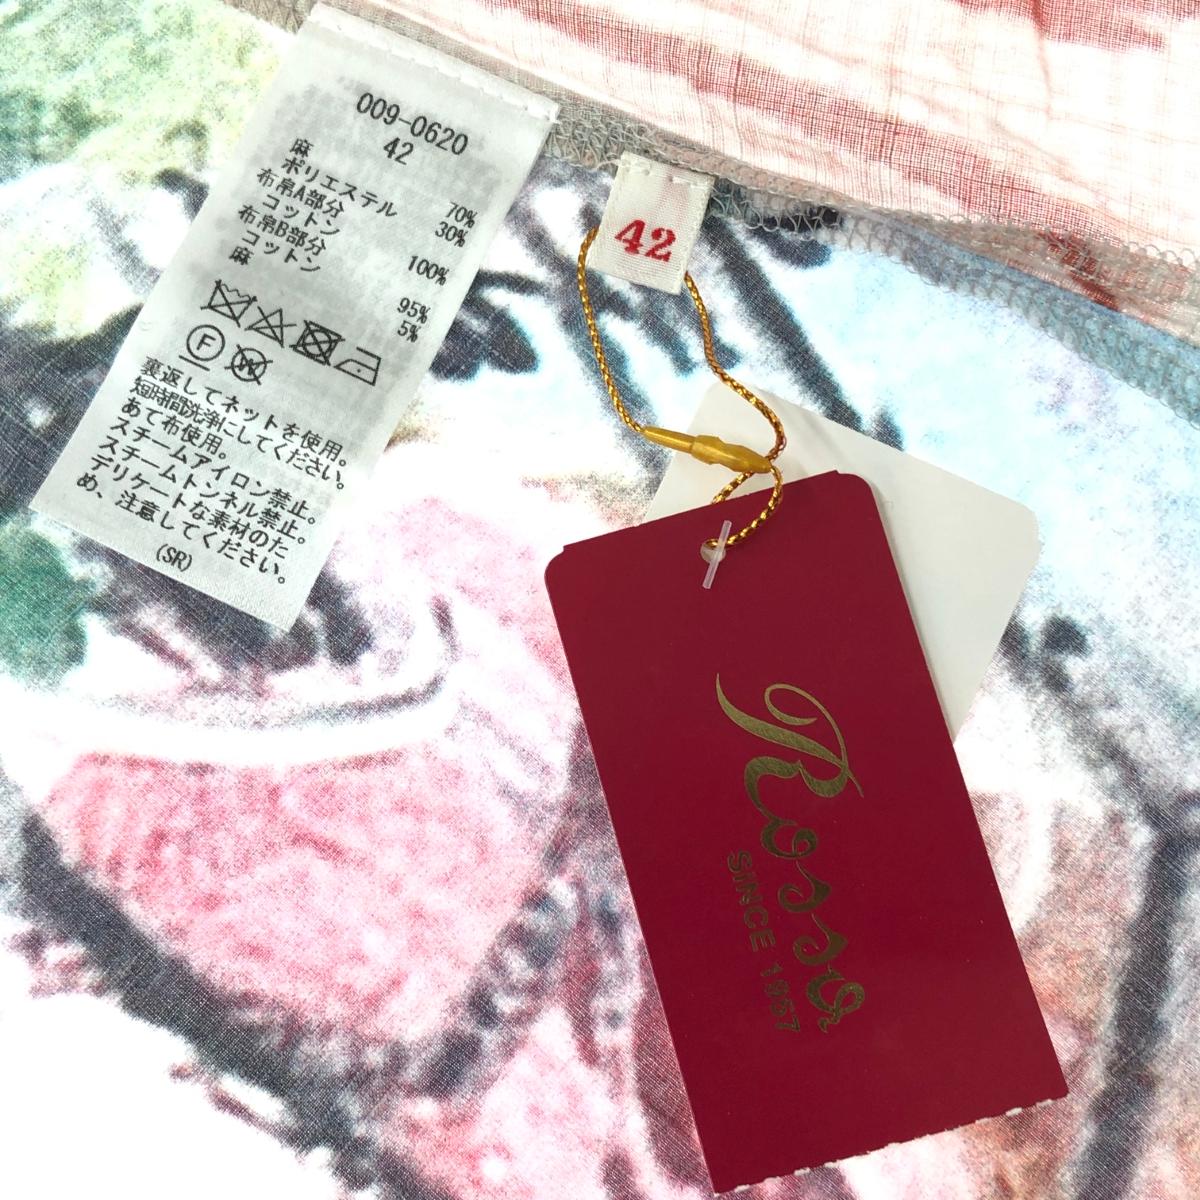 009-0620
42
麻 70%
ポリエステル 30%
布帛A部分
コットン 100%
布帛B部分
コットン 95%
麻 5%
F
W
裏返してネットを使用。
短時間洗浄にしてください。
あて布使用。
スチームアイロン禁止。
スチームトンネル禁止。
デリケートな素材のた
め、注意してください。
(SR)
42
Rosso
SINCE 1957